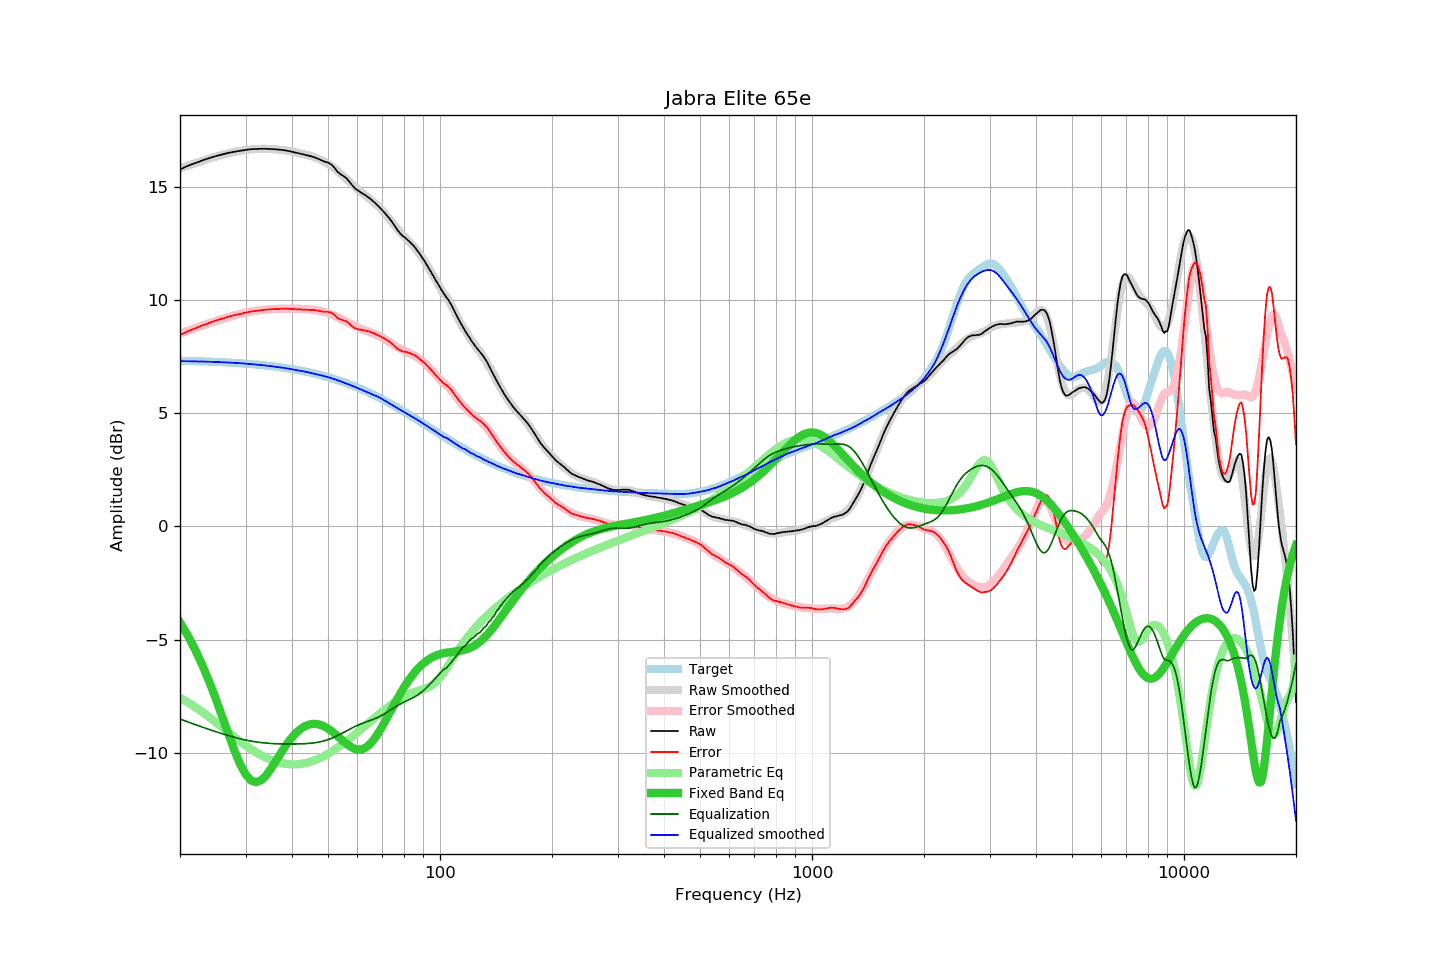 Jabra Elite 65e
15
10
5
0
−5
−10
Amplitude (dBr)
Target
Raw Smoothed
Error Smoothed
Raw
Error
Parametric Eq
Fixed Band Eq
Equalization
Equalized smoothed
100
1000
10000
Frequency (Hz)